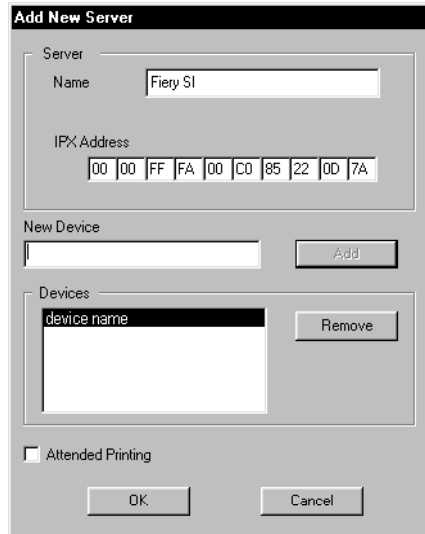 Add New Server
Server
Name Fiery SI
IPX Address
00 00 FF FA 00 C0 85 22 0D 7A
New Device
Add
Devices
device name
Remove
Attended Printing
OK Cancel